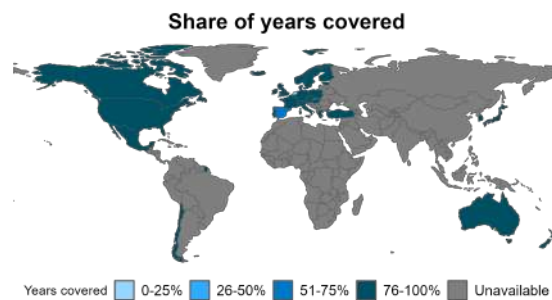 Share of years covered
Years covered 0-25% 26-50% 51-75% 76-100% Unavailable